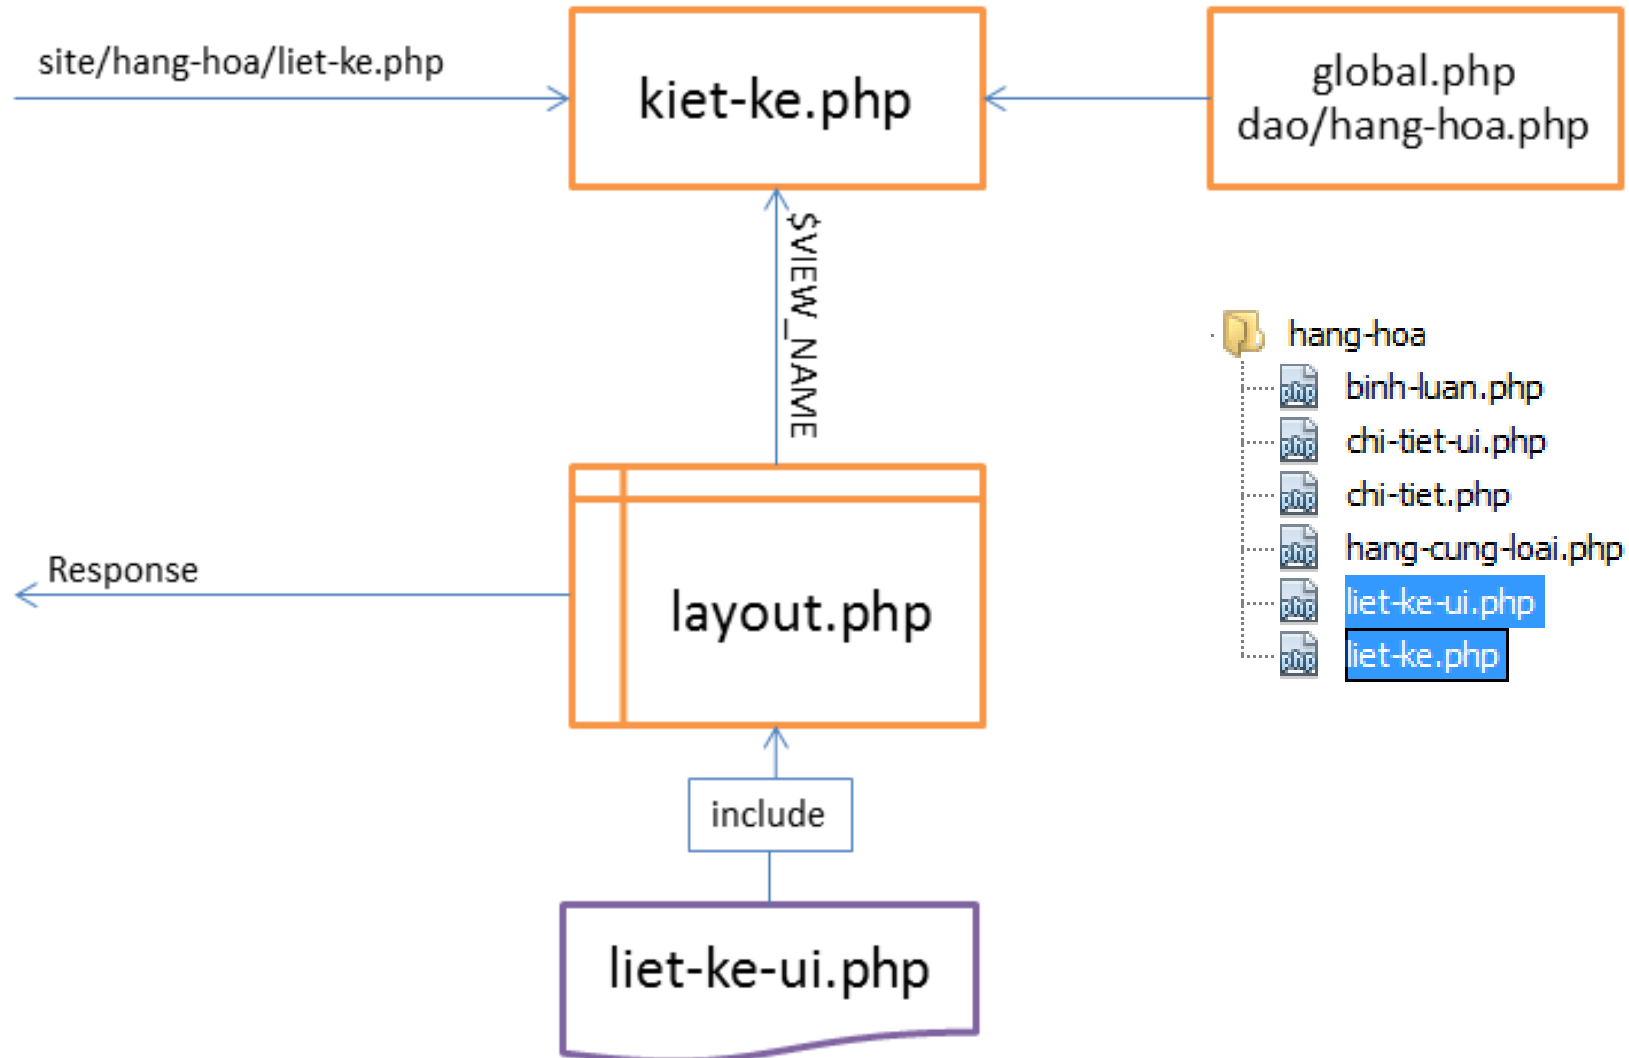 site/hang-hoa/liet-ke.php
kiet-ke.php
global.php
dao/hang-hoa.php
$VIEW_NAME
hang-hoa
binh-luan.php
chi-tiet-ui.php
chi-tiet.php
hang-cung-loai.php
liet-ke-ui.php
liet-ke.php
Response
layout.php
include
liet-ke-ui.php